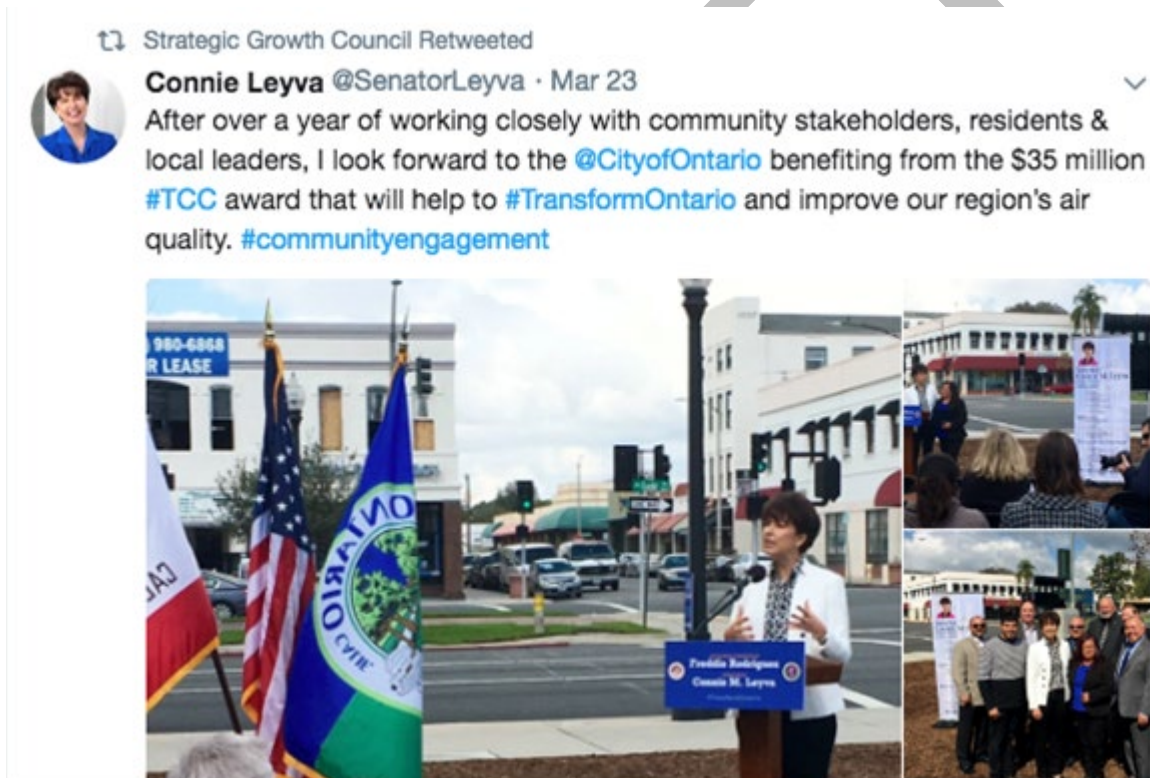 Strategic Growth Council Retweeted
Connie Leyva @SenatorLeyva · Mar 23
After over a year of working closely with community stakeholders, residents &
local leaders, I look forward to the @CityofOntario benefiting from the $35 million
#TCC award that will help to #TransformOntario and improve our region's air
quality. #communityengagement
980-6868
R LEASE
ONTARIO
CALIF
CAL
Freddie Rodriguez
Connie M. Leyva